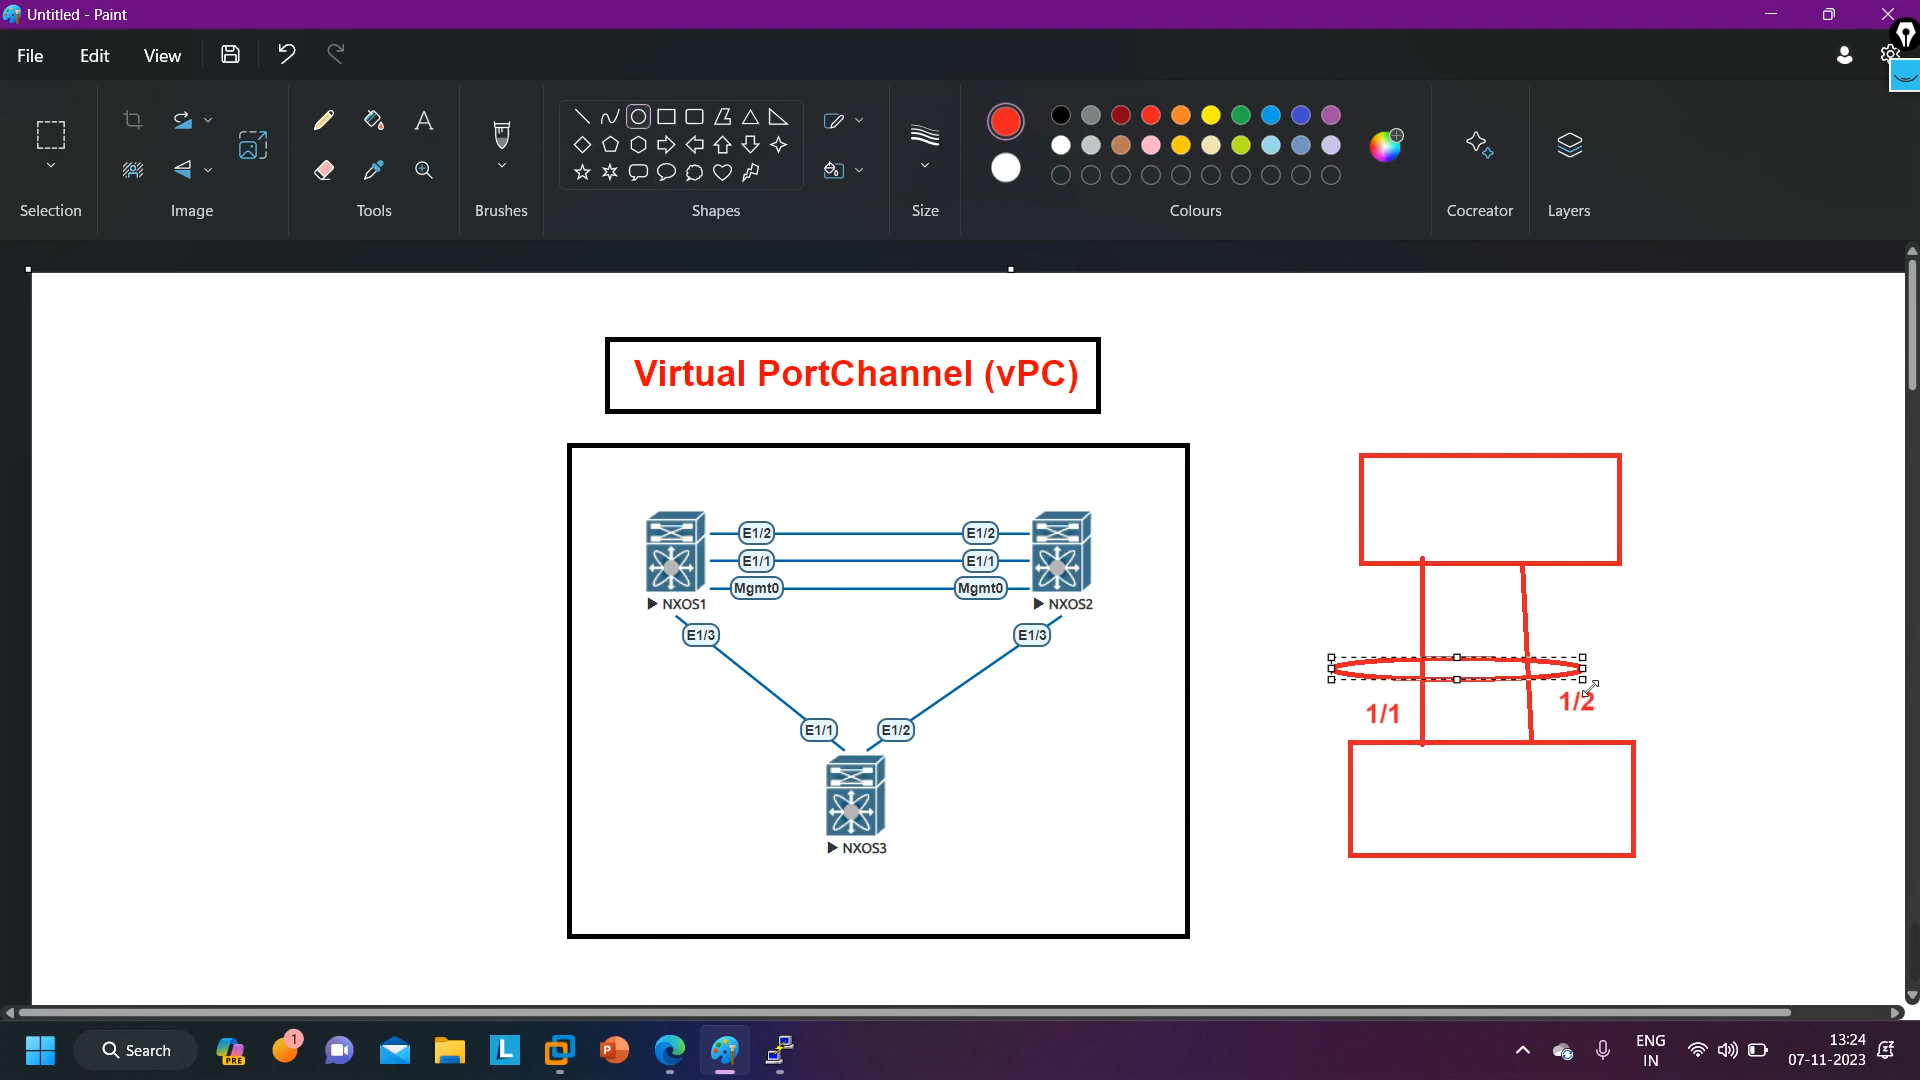 Untitled - Paint
File Edit View
Selection Image Tools Brushes Shapes Size Colours Cocreator Layers
Virtual PortChannel (vPC)
E1/2 E1/2
E1/1 E1/1
Mgmt0 Mgmt0
NXOS1 NXOS2
E1/3 E1/3
1/1 1/2
E1/1 E1/2
NXOS3
Search
PRE
1
L
P
ENG
IN
13:24
07-11-2023